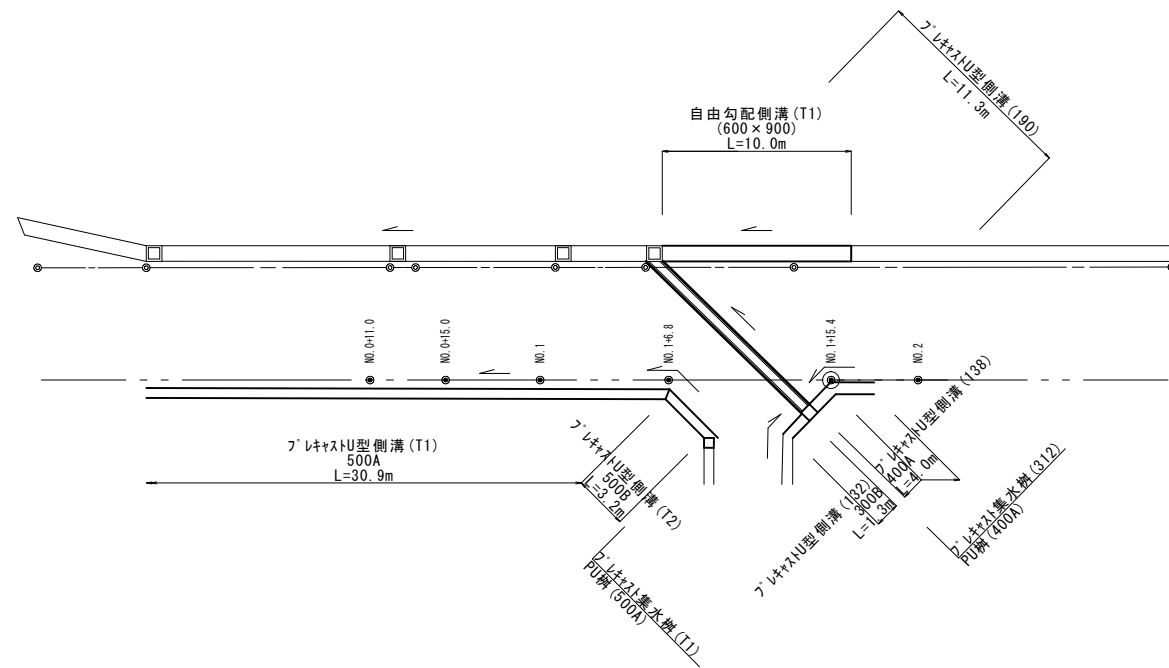 プレキャストU型側溝(190)
L=11.3m
自由勾配側溝(T1)
(600×900)
L=10.0m
NO.0+11.0
NO.0+15.0
NO.1
NO.1+6.8
NO.1+15.4
NO.2
プレキャストU型側溝(T1)
500A
L=30.9m
プレキャストU型側溝(T2)
500B
L=3.2m
プレキャスト集水桝(T1)
PU桝(500A)
プレキャストU型側溝(132)
300B
L=1.3m
プレキャストU型側溝(138)
400A
L=4.0m
プレキャスト集水桝(312)
PU桝(400A)